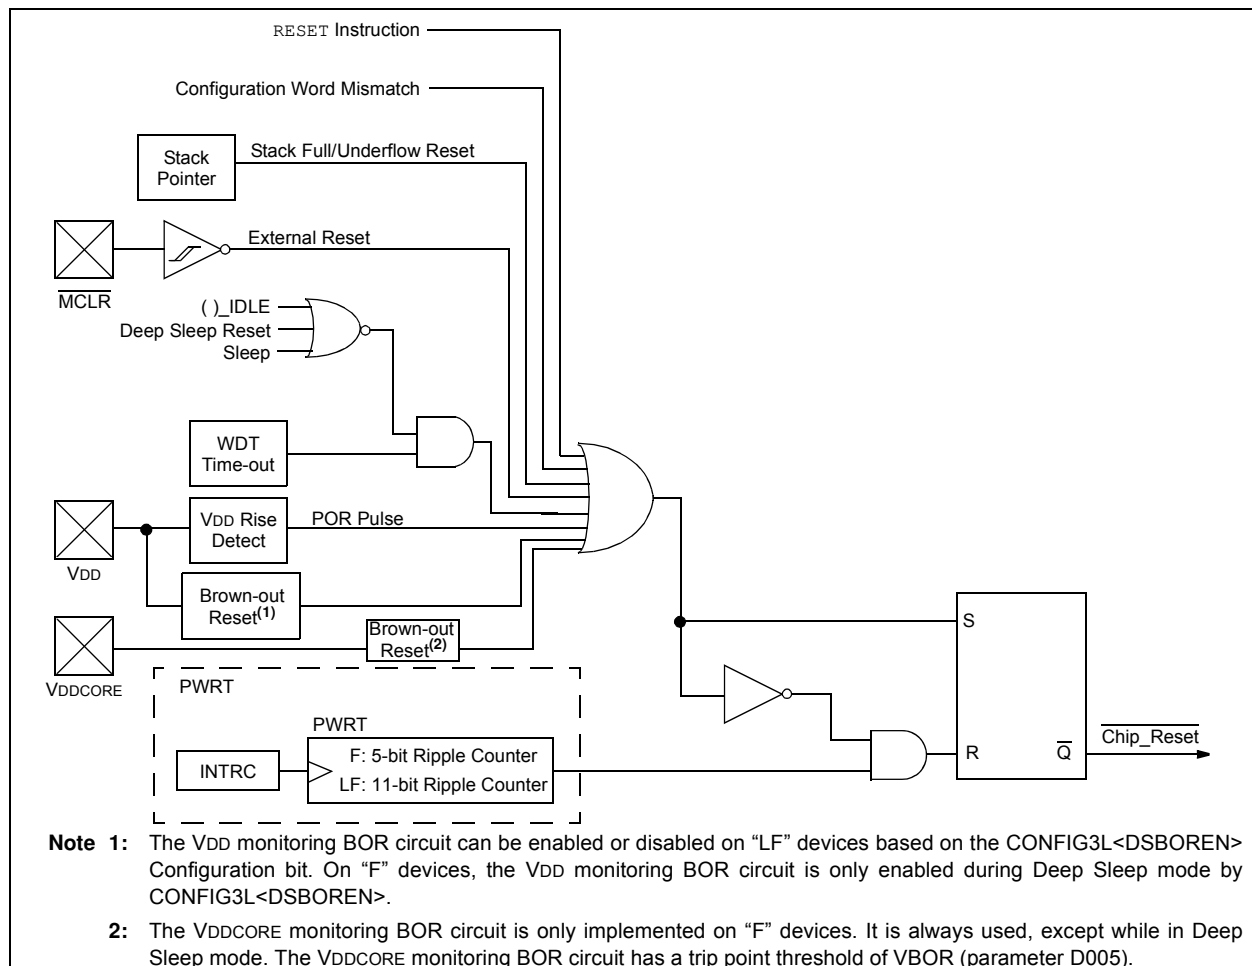 RESET Instruction
Configuration Word Mismatch
Stack
Pointer
Stack Full/Underflow Reset
External Reset
MCLR
( )_IDLE
Deep Sleep Reset
Sleep
WDT
Time-out
VDD Rise
Detect
POR Pulse
VDD
Brown-out
Reset(1)
Brown-out
Reset(2)
VDDCORE
PWRT
PWRT
INTRC
F: 5-bit Ripple Counter
LF: 11-bit Ripple Counter
S
R
Q
Chip_Reset
Note 1: The VDD monitoring BOR circuit can be enabled or disabled on “LF” devices based on the CONFIG3L<DSBOREN>
Configuration bit. On “F” devices, the VDD monitoring BOR circuit is only enabled during Deep Sleep mode by
CONFIG3L<DSBOREN>.
2: The VDDCORE monitoring BOR circuit is only implemented on “F” devices. It is always used, except while in Deep
Sleep mode. The VDDCORE monitoring BOR circuit has a trip point threshold of VBOR (parameter D005).